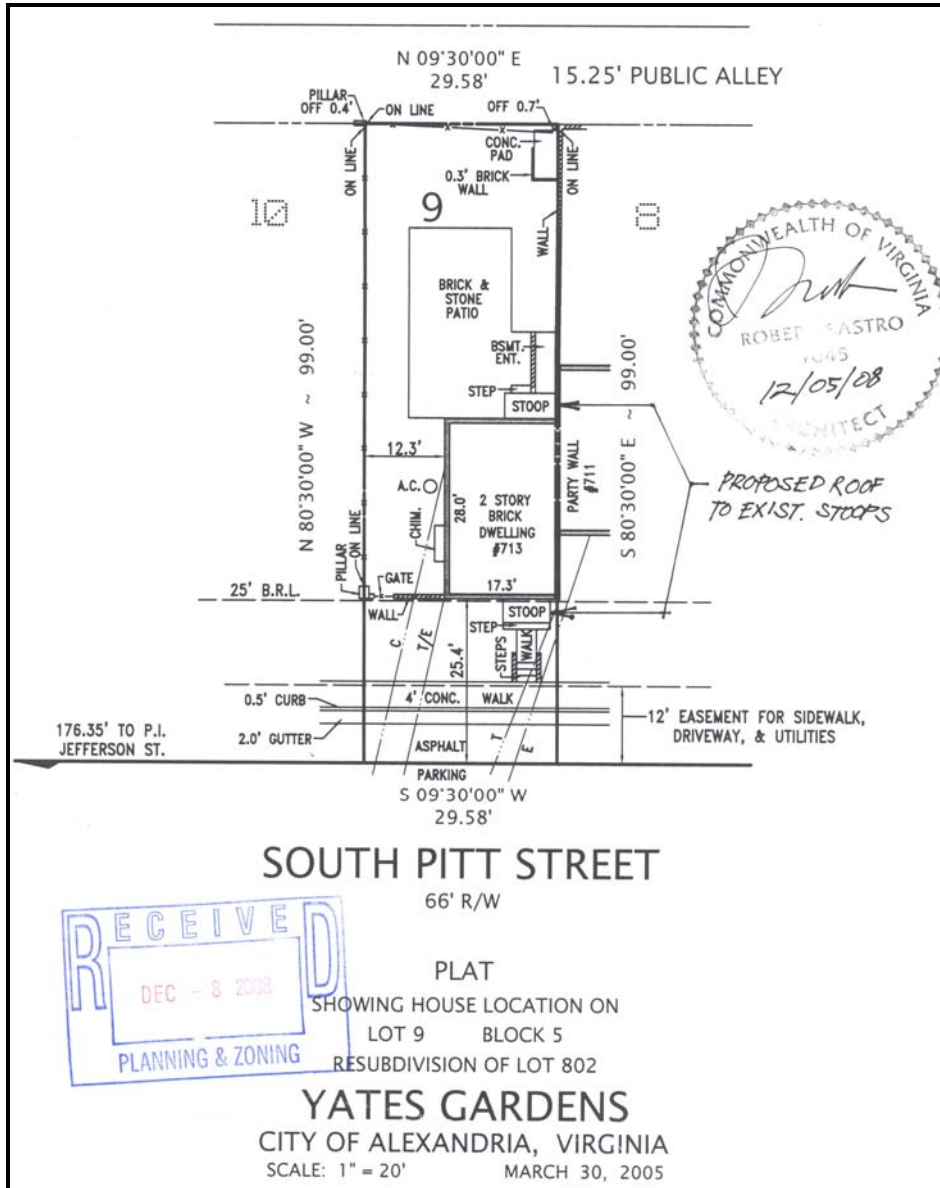 N 09°30'00" E
29.58'
15.25' PUBLIC ALLEY
PILLAR
OFF 0.4'
ON LINE
OFF 0.7'
CONC.
PAD
ON LINE
ON LINE
0.3' BRICK
WALL
10
9
8
WALL
BRICK &
STONE
PATIO
BSMT.
ENT.
STEP
STOOP
COMMONWEALTH OF VIRGINIA
ASTRO
12/05/08
ARCHITECT
N 80°30'00" W ~ 99.00'
S 80°30'00" E ~ 99.00'
12.3'
A.C.
CHIM.
28.0'
2 STORY
BRICK
DWELLING
#713
17.3'
PARTY WALL
#711
PROPOSED ROOF
TO EXIST. STOOPS
PILLAR
ON LINE
GATE
25' B.R.L.
WALL
STOOP
STEP
STEPS
WALK
C
T/E
25.4'
0.5' CURB
4' CONC. WALK
12' EASEMENT FOR SIDEWALK,
DRIVEWAY, & UTILITIES
176.35' TO P.I.
JEFFERSON ST.
2.0' GUTTER
ASPHALT
T
E
PARKING
S 09°30'00" W
29.58'
SOUTH PITT STREET
66' R/W
RECEIVED
DEC - 8 2008
PLANNING & ZONING
PLAT
SHOWING HOUSE LOCATION ON
LOT 9 BLOCK 5
RESUBDIVISION OF LOT 802
YATES GARDENS
CITY OF ALEXANDRIA, VIRGINIA
SCALE: 1" = 20' MARCH 30, 2005